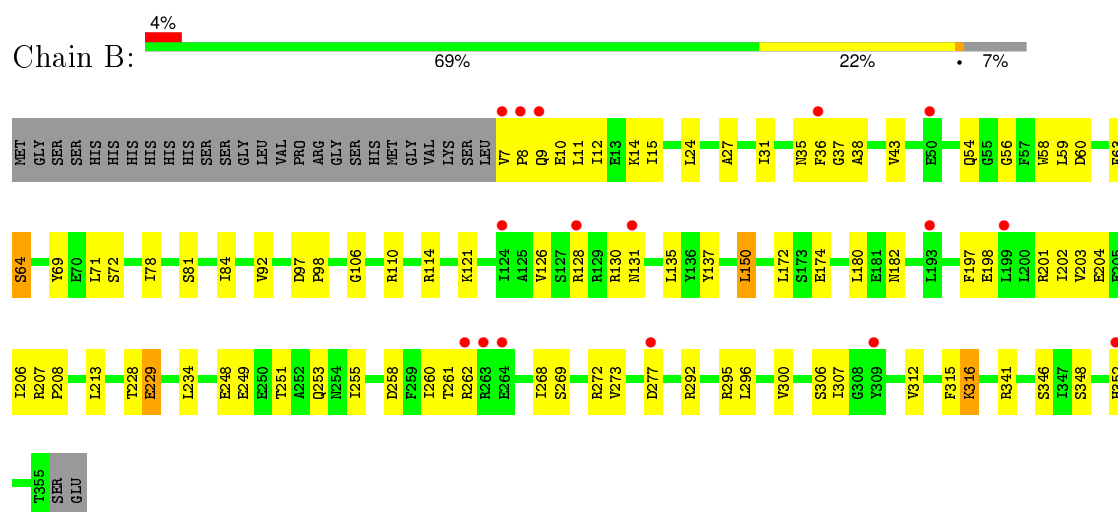 4%
Chain B:
69% 22% • 7%
MET GLY SER SER HIS HIS HIS HIS HIS HIS SER SER GLY LEU VAL PRO ARG GLY SER HIS MET GLY VAL LYS SER LEU V7 P8 Q9 E10 L11 I12 E13 K14 I15 L24 A27 I31 N35 F36 G37 A38 V43 E50 Q54 G55 G56 F57 W58 L59 D60
S64 Y69 E70 L71 S72 I78 S81 I84 V92 D97 P98 G106 R110 R114 K121 I124 A125 V126 S127 R128 R129 R130 N131 L135 Y136 Y137 L150 L172 S173 E174 L180 E181 N182 L193 F197 E198 L199 L200 R201 I202 V203 E204
I206 R207 P208 L213 T228 E229 L234 E248 E249 E250 T251 A252 Q253 N254 I255 D258 F259 I260 T261 R262 R263 E264 I268 S269 R272 V273 D277 R292 R295 L296 V300 S306 I307 G308 Y309 V312 F315 K316 R341 S346 I347 S348 H352
T355 SER GLU